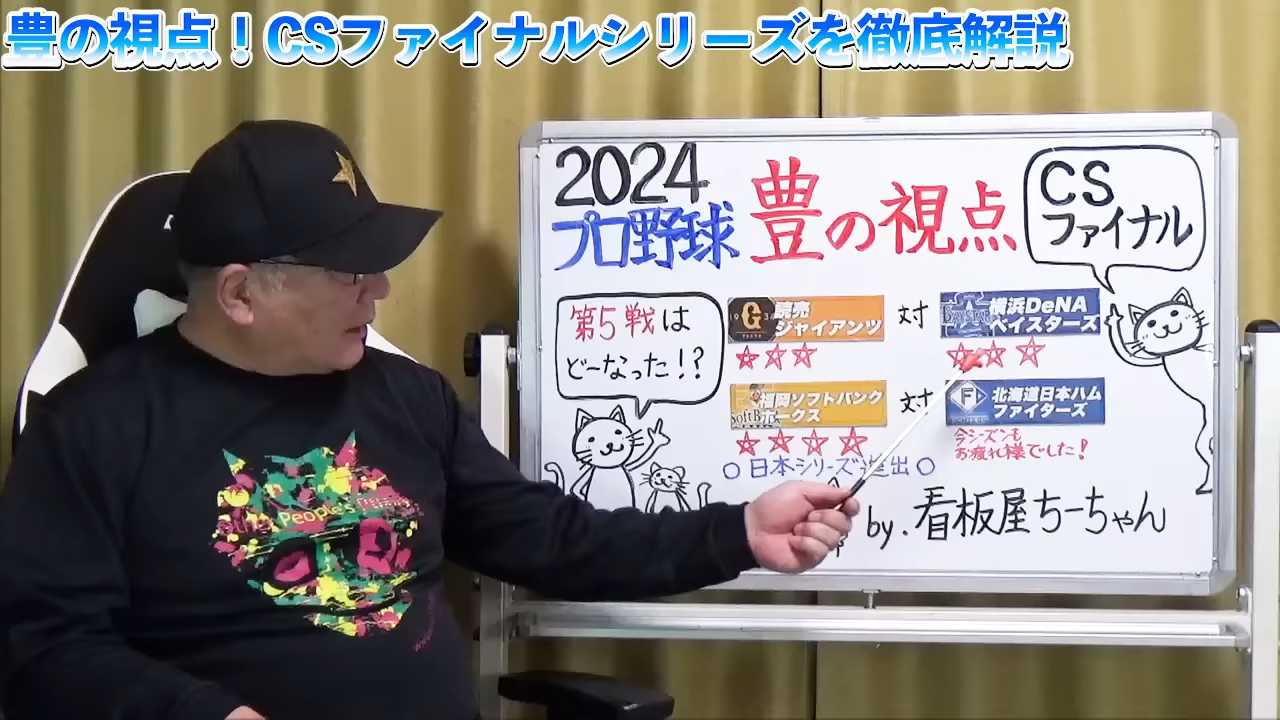 豊の視点！CSファイナルシリーズを徹底解説
2024
プロ野球 豊の視点
CS
ファイナル
第5戦は
どーなった!?
読売
ジャイアンツ
対
横浜DeNA
ベイスターズ
福岡ソフトバンク
ホークス
対
北海道日本ハム
ファイターズ
今シーズンも
お疲れ様でした!
○日本シリーズ進出○
by.看板屋ちーちゃん
People's